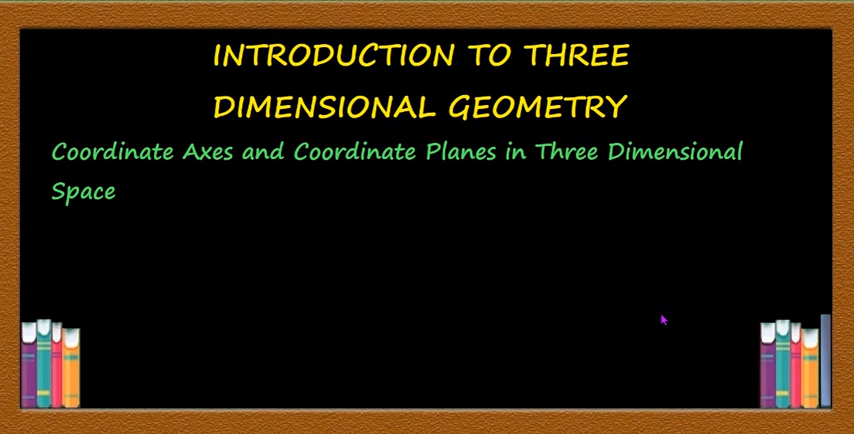 INTRODUCTION TO THREE
DIMENSIONAL GEOMETRY
Coordinate Axes and Coordinate Planes in Three Dimensional
Space